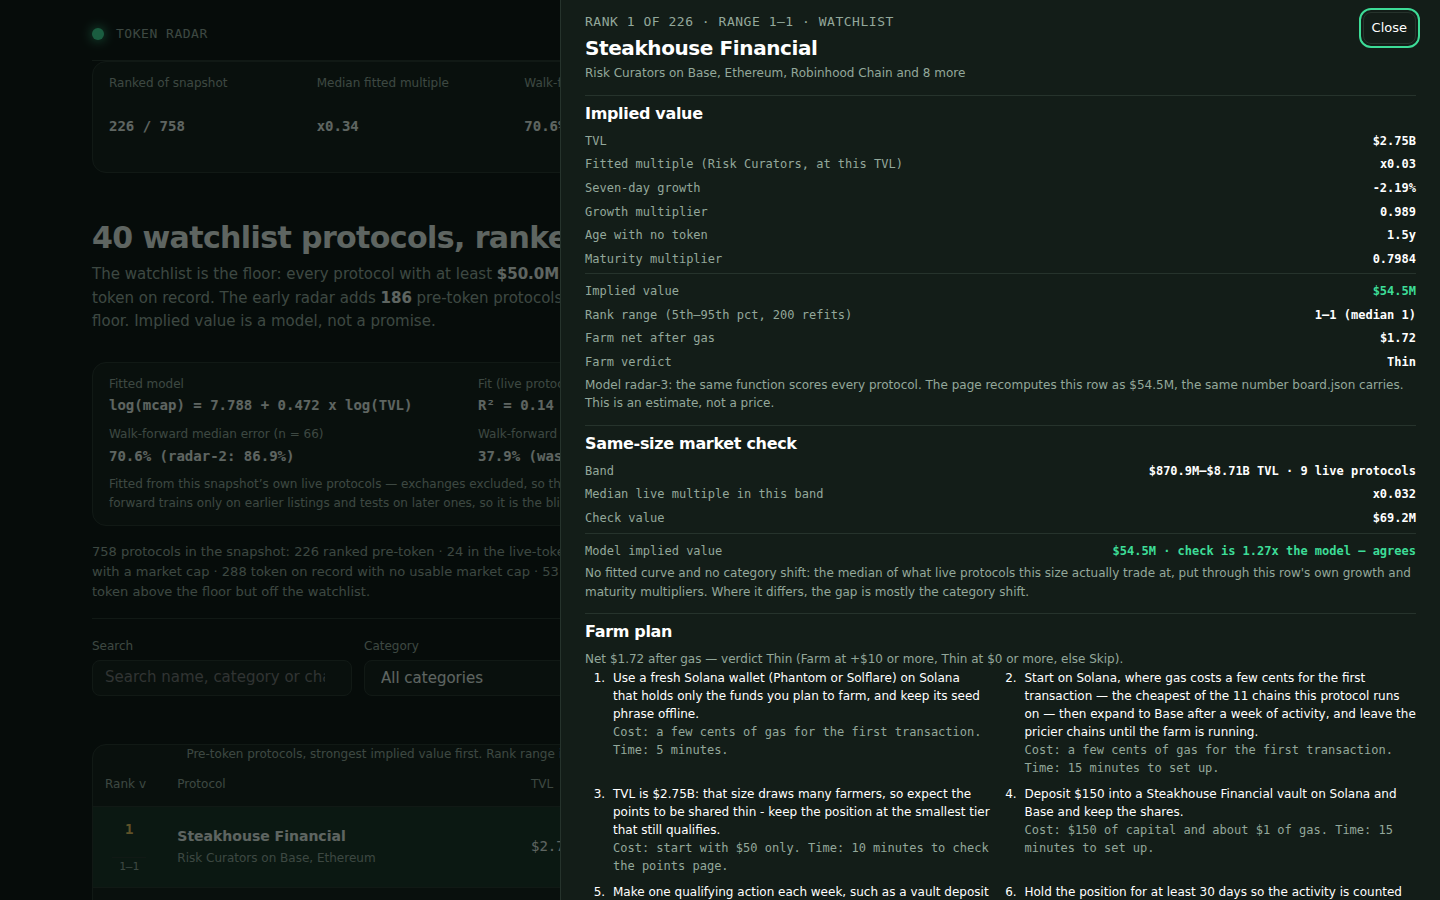 TOKEN RADAR
Ranked of snapshot
Median fitted multiple
226 / 758
x0.34
70.6%
40 watchlist protocols, ranke
The watchlist is the floor: every protocol with at least $50.0M
token on record. The early radar adds 186 pre-token protocols
floor. Implied value is a model, not a promise.
Fitted model
log(mcap) = 7.788 + 0.472 x log(TVL)
R² = 0.14
Walk-forward median error (n = 66)
Walk-forward
70.6% (radar-2: 86.9%)
37.9% (was
Fitted from this snapshot's own live protocols — exchanges excluded, so th
forward trains only on earlier listings and tests on later ones, so it is the bli
758 protocols in the snapshot: 226 ranked pre-token · 24 in the live-toke
with a market cap · 288 token on record with no usable market cap · 53
token above the floor but off the watchlist.
Search
Category
Search name, category or cha
All categories
Pre-token protocols, strongest implied value first. Rank range
Rank v
Protocol
TVL
1
1–1
Steakhouse Financial
Risk Curators on Base, Ethereum
$2.7
RANK 1 OF 226 · RANGE 1–1 · WATCHLIST
Close
Steakhouse Financial
Risk Curators on Base, Ethereum, Robinhood Chain and 8 more
Implied value
TVL $2.75B
Fitted multiple (Risk Curators, at this TVL) x0.03
Seven-day growth -2.19%
Growth multiplier 0.989
Age with no token 1.5y
Maturity multiplier 0.7984
Implied value $54.5M
Rank range (5th–95th pct, 200 refits) 1–1 (median 1)
Farm net after gas $1.72
Farm verdict Thin
Model radar-3: the same function scores every protocol. The page recomputes this row as $54.5M, the same number board.json carries.
This is an estimate, not a price.
Same-size market check
Band $870.9M–$8.71B TVL · 9 live protocols
Median live multiple in this band x0.032
Check value $69.2M
Model implied value $54.5M · check is 1.27x the model — agrees
No fitted curve and no category shift: the median of what live protocols this size actually trade at, put through this row's own growth and
maturity multipliers. Where it differs, the gap is mostly the category shift.
Farm plan
Net $1.72 after gas — verdict Thin (Farm at +$10 or more, Thin at $0 or more, else Skip).
1. Use a fresh Solana wallet (Phantom or Solflare) on Solana
that holds only the funds you plan to farm, and keep its seed
phrase offline.
Cost: a few cents of gas for the first transaction.
Time: 5 minutes.
2. Start on Solana, where gas costs a few cents for the first
transaction — the cheapest of the 11 chains this protocol runs
on — then expand to Base after a week of activity, and leave the
pricier chains until the farm is running.
Cost: a few cents of gas for the first transaction.
Time: 15 minutes to set up.
3. TVL is $2.75B: that size draws many farmers, so expect the
points to be shared thin - keep the position at the smallest tier
that still qualifies.
Cost: start with $50 only. Time: 10 minutes to check
the points page.
4. Deposit $150 into a Steakhouse Financial vault on Solana and
Base and keep the shares.
Cost: $150 of capital and about $1 of gas. Time: 15
minutes to set up.
5. Make one qualifying action each week, such as a vault deposit
6. Hold the position for at least 30 days so the activity is counted